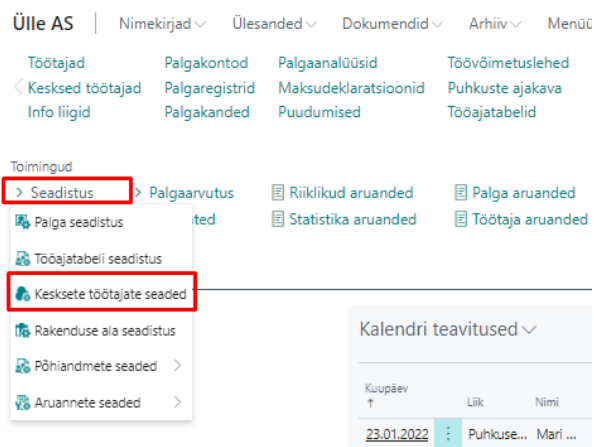 Ülle AS Nimekirjad Ülesanded Dokumendid Arhiiv Menüü
Töötajad Palgakontod Palgaanalüüsid Töövõimetuslehed
Kesksed töötajad Palgaregistrid Maksudeklaratsioonid Puhkuste ajakava
Info liigid Palgakanded Puudumised Tööajatabelid
Toimingud
> Seadistus > Palgaarvutus Riiklikud aruanded Palga aruanded
Statistika aruanded Töötaja aruanded
Palga seadistus
Tööajatabeli seadistus
Kesksete töötajate seaded
Rakenduse ala seadistus
Põhiandmete seaded >
Aruannete seaded >
Kalendri teavitused
Kuupäev
↑ Liik Nimi
23.01.2022 Puhkuse... Mari ...